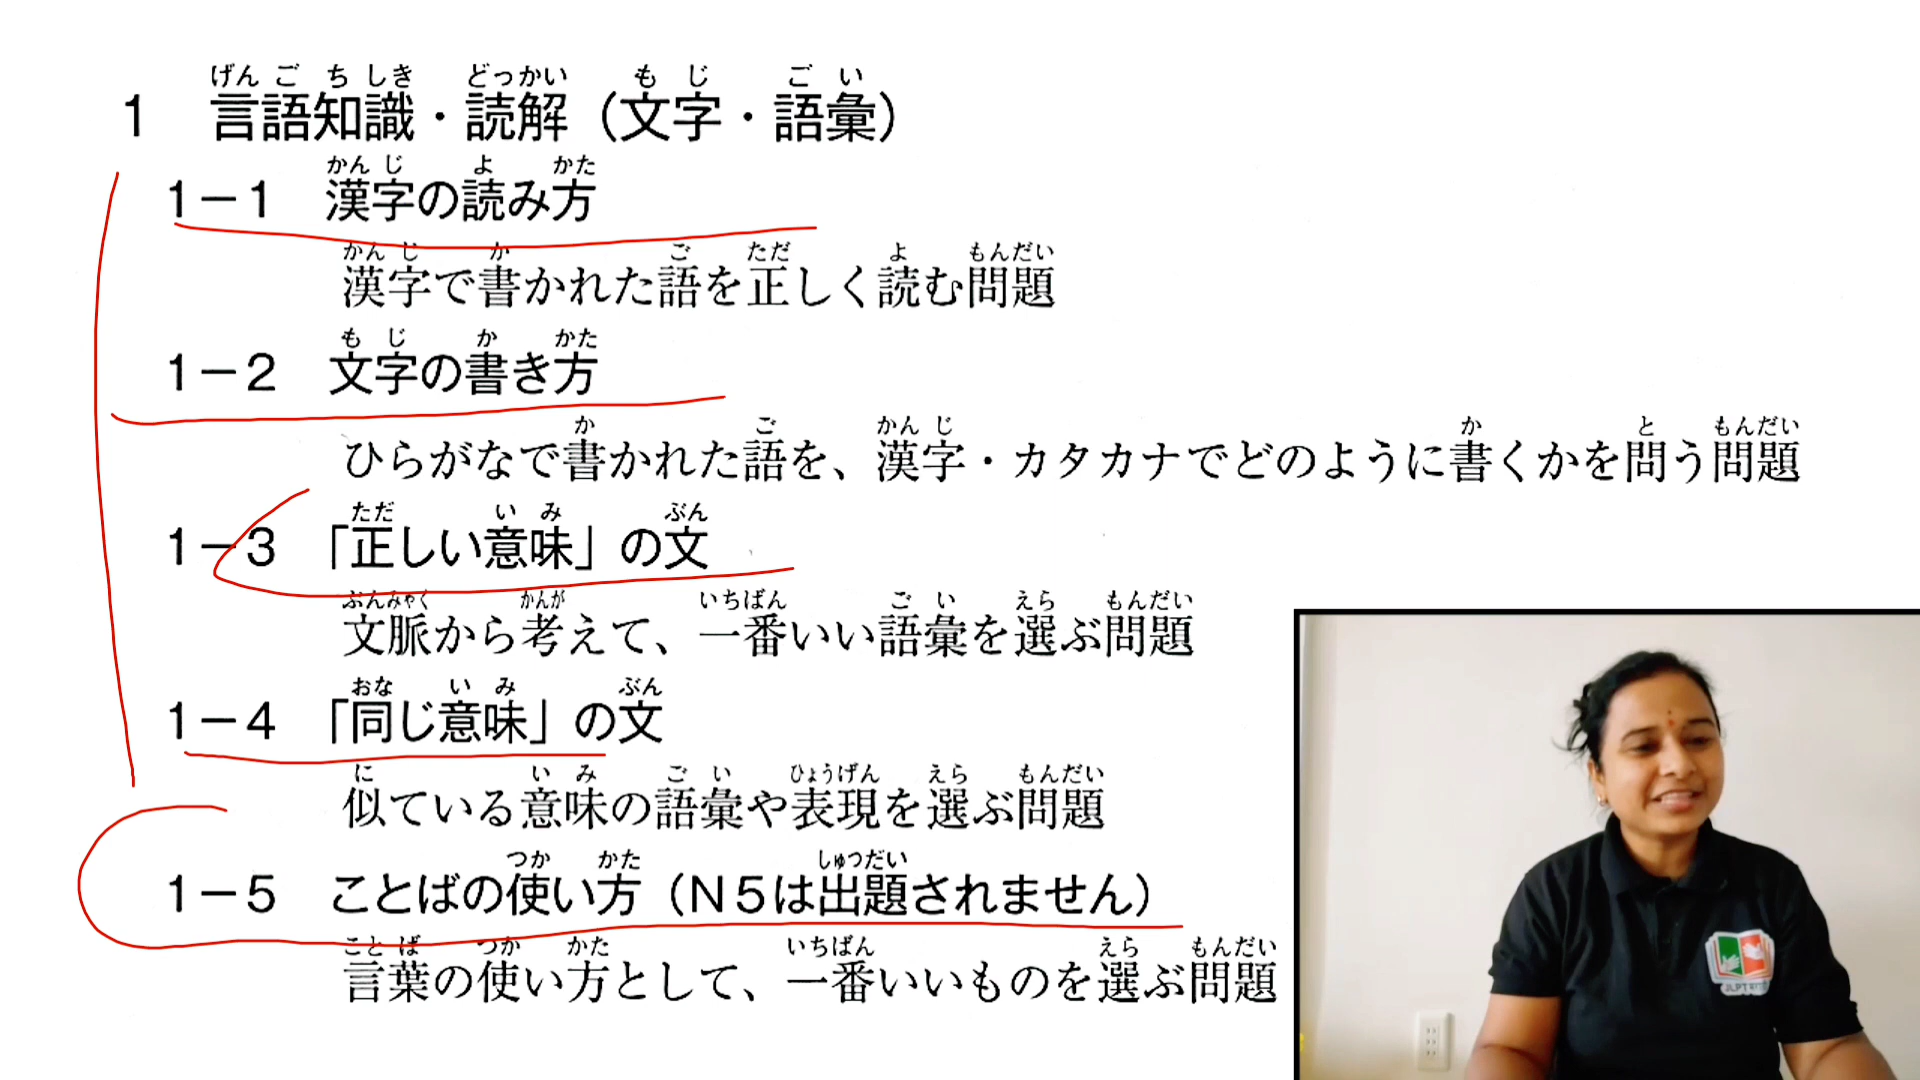 1 言語知識・読解（文字・語彙）
げんごちしき どっかい もじ ごい
1－1 漢字の読み方
かんじ よ かた
漢字で書かれた語を正しく読む問題
かんじ か ご ただ よ もんだい
1－2 文字の書き方
もじ か かた
ひらがなで書かれた語を、漢字・カタカナでどのように書くかを問う問題
か ご かんじ か と もんだい
1－3 「正しい意味」の文
ただ いみ ぶん
文脈から考えて、一番いい語彙を選ぶ問題
ぶんみゃく かんが いちばん ごい えら もんだい
1－4 「同じ意味」の文
おな いみ ぶん
似ている意味の語彙や表現を選ぶ問題
に いみ ごい ひょうげん えら もんだい
1－5 ことばの使い方（N5は出題されません）
つか かた しゅつだい
言葉の使い方として、一番いいものを選ぶ問題
ことば つか かた いちばん えら もんだい